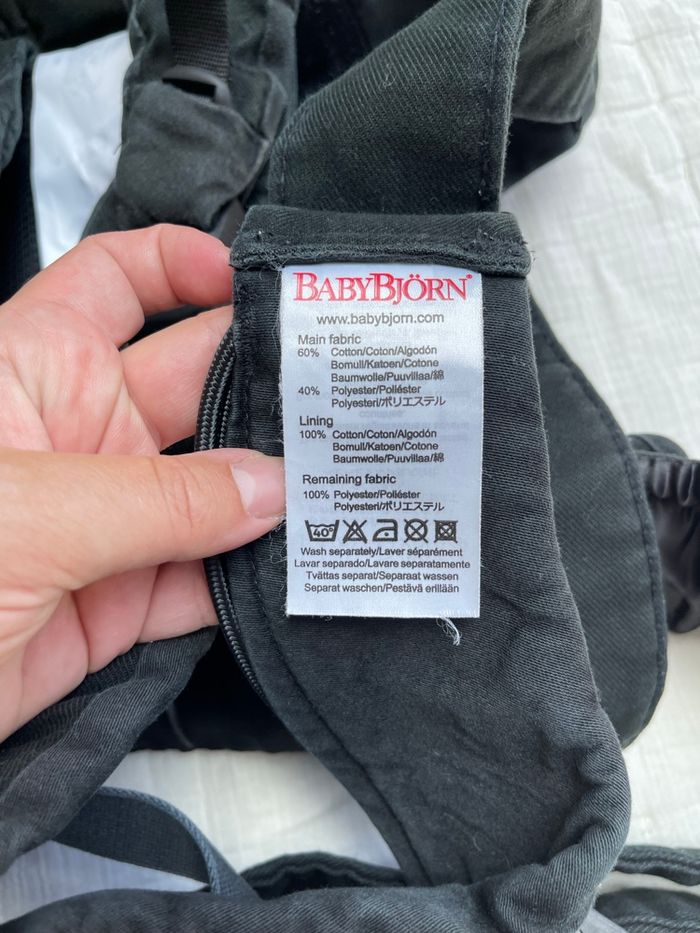 BABYBJÖRN®
www.babybjorn.com
Main fabric
60% Cotton/Coton/Algodón
Bomull/Katoen/Cotone
Baumwolle/Puuvillaa/綿
40% Polyester/Poliéster
Polyesteri/ポリエステル
Lining
100% Cotton/Coton/Algodón
Bomull/Katoen/Cotone
Baumwolle/Puuvillaa/綿
Remaining fabric
100% Polyester/Poliéster
Polyesteri/ポリエステル
40°
Wash separately/Laver séparément
Lavar separado/Lavare separatamente
Tvättas separat/Separaat wassen
Separat waschen/Pestävä erillään